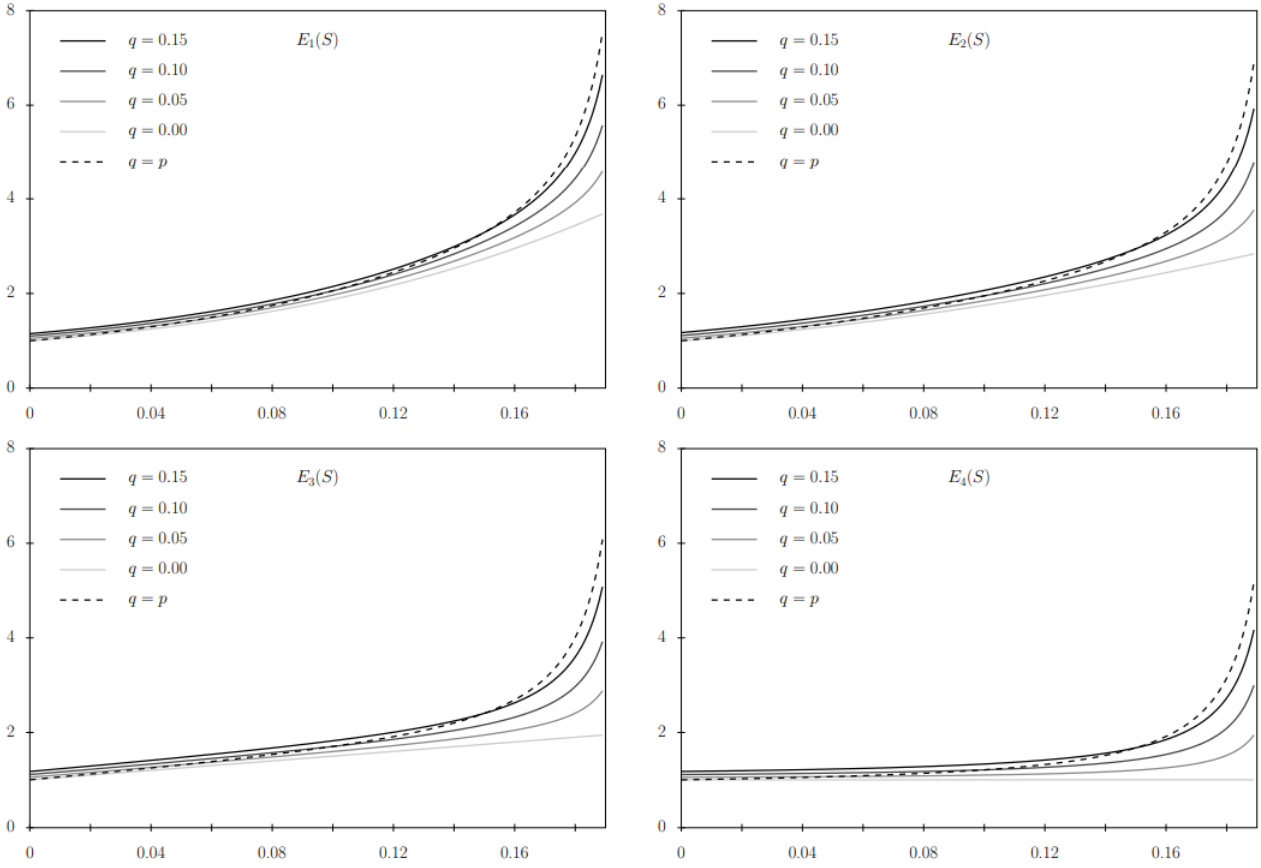 8
6
4
2
0
q = 0.15
q = 0.10
q = 0.05
q = 0.00
q = p
E₁(S)
0 0.04 0.08 0.12 0.16
8
6
4
2
0
q = 0.15
q = 0.10
q = 0.05
q = 0.00
q = p
E₂(S)
0 0.04 0.08 0.12 0.16
8
6
4
2
0
q = 0.15
q = 0.10
q = 0.05
q = 0.00
q = p
E₃(S)
0 0.04 0.08 0.12 0.16
8
6
4
2
0
q = 0.15
q = 0.10
q = 0.05
q = 0.00
q = p
E₄(S)
0 0.04 0.08 0.12 0.16